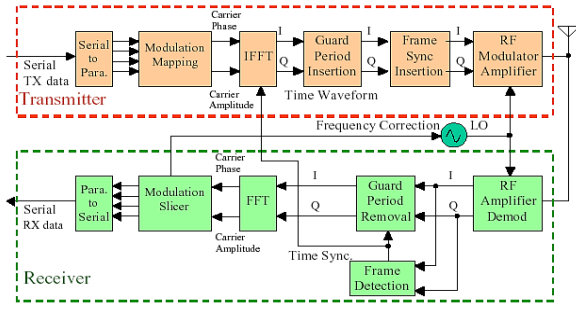 Carrier
Phase
I
I
I
Serial
to
Para.
Modulation
Mapping
IFFT
Guard
Period
Insertion
Frame
Sync
Insertion
RF
Modulator
Amplifier
Q
Q
Q
Serial
TX data
Carrier
Amplitude
Time Waveform
Transmitter
Frequency Correction
LO
Carrier
Phase
I
I
Para.
to
Serial
Modulation
Slicer
FFT
Guard
Period
Removal
RF
Amplifier
Demod
Q
Q
Serial
RX data
Carrier
Amplitude
Time Sync.
Frame
Detection
Receiver